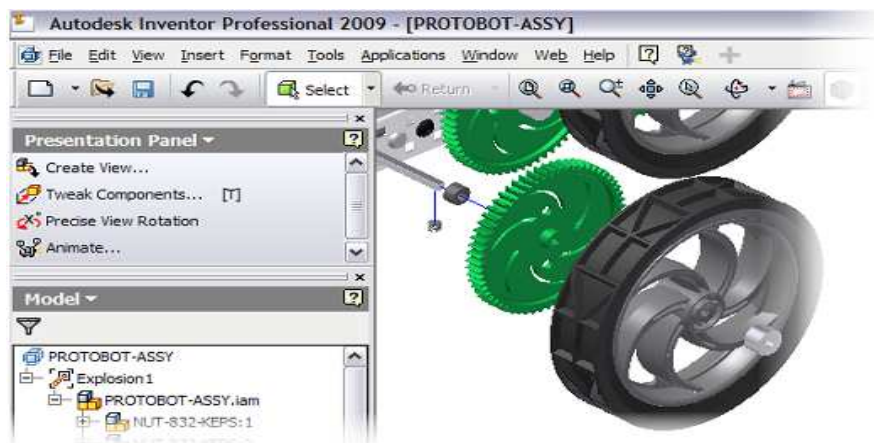 Autodesk Inventor Professional 2009 - [PROTOBOT-ASSY]
File Edit View Insert Format Tools Applications Window Web Help
Select Return
Presentation Panel
Create View...
Tweak Components... [T]
Precise View Rotation
Animate...
Model
PROTOBOT-ASSY
Explosion 1
PROTOBOT-ASSY.iam
NUT-832-KEPS:1